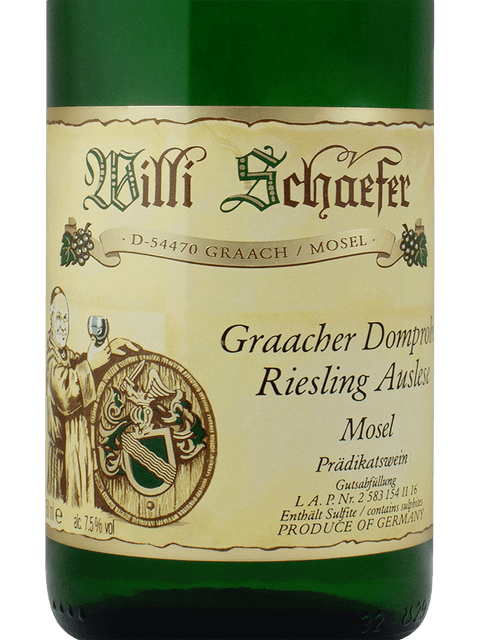 Willi Schaefer
· D-54470 GRAACH / MOSEL ·
Graacher
Riesling Auslese
Mosel
Prädikatswein
Gutsabfüllung
L. A. P. Nr. 2 583 154 11 16
Enthält Sulfite / contains sulphites
PRODUCE OF GERMANY
alc. 7,5 % vol